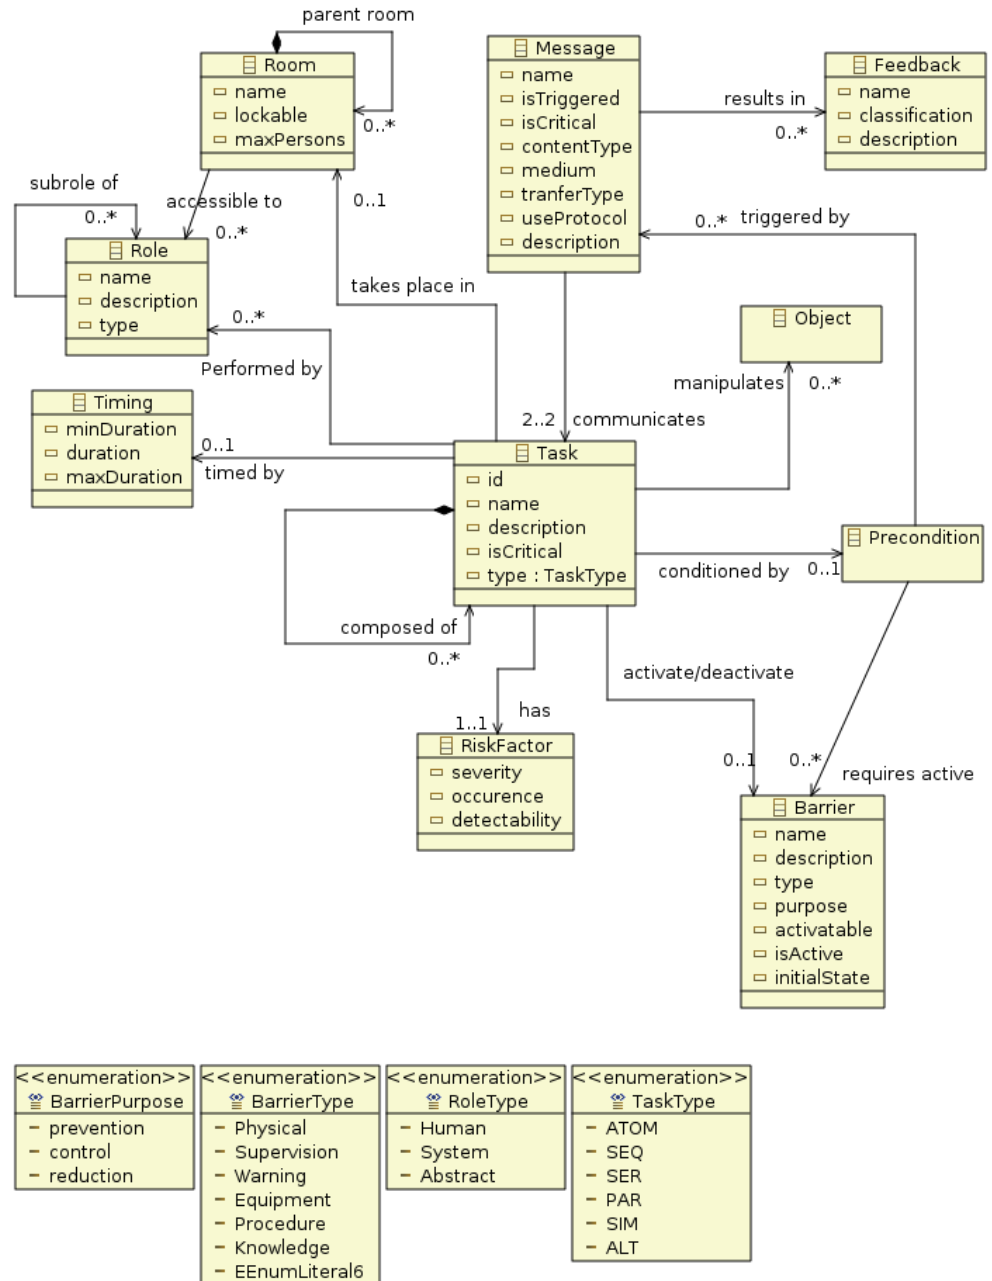 parent room
Room
name
lockable
maxPersons
0..*
Message
name
isTriggered
isCritical
contentType
medium
tranferType
useProtocol
description
results in
0..*
Feedback
name
classification
description
subrole of
0..*
accessible to
0..*
0..1
Role
name
description
type
takes place in
0..*
Performed by
0..* triggered by
Object
manipulates
0..*
Timing
minDuration
duration
maxDuration
0..1
timed by
2..2 communicates
Task
id
name
description
isCritical
type : TaskType
Precondition
conditioned by
0..1
composed of
0..*
activate/deactivate
has
1..1
RiskFactor
severity
occurence
detectability
0..1
0..*
requires active
Barrier
name
description
type
purpose
activatable
isActive
initialState
<<enumeration>>
BarrierPurpose
prevention
control
reduction
<<enumeration>>
BarrierType
Physical
Supervision
Warning
Equipment
Procedure
Knowledge
EEnumLiteral6
<<enumeration>>
RoleType
Human
System
Abstract
<<enumeration>>
TaskType
ATOM
SEQ
SER
PAR
SIM
ALT